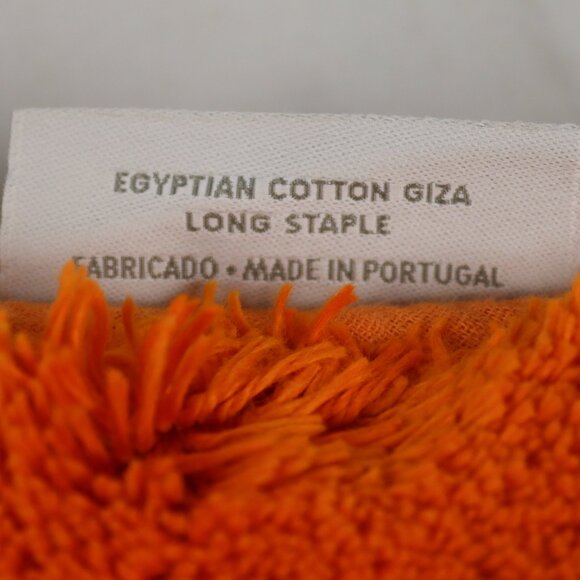 EGYPTIAN COTTON GIZA
LONG STAPLE
FABRICADO • MADE IN PORTUGAL